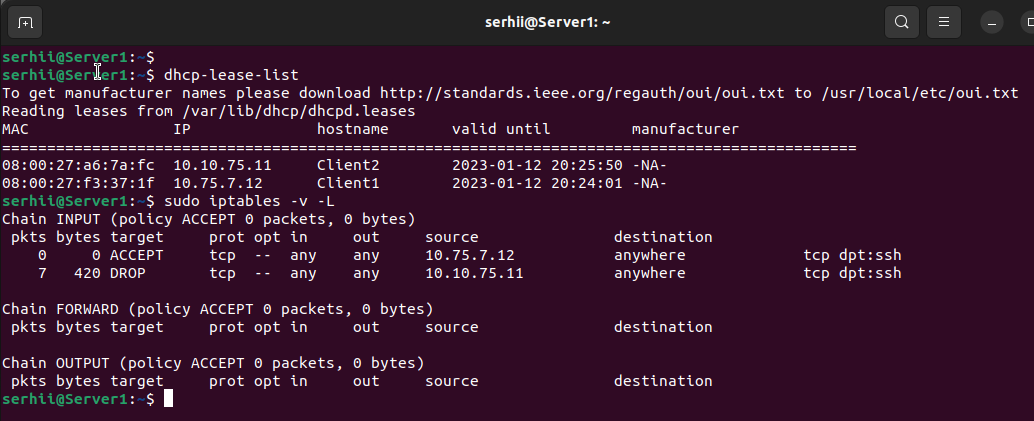 serhii@Server1: ~
serhii@Server1:~$
serhii@Server1:~$ dhcp-lease-list
To get manufacturer names please download http://standards.ieee.org/regauth/oui/oui.txt to /usr/local/etc/oui.txt
Reading leases from /var/lib/dhcp/dhcpd.leases
MAC                IP              hostname       valid until         manufacturer
===============================================================================================
08:00:27:a6:7a:fc  10.10.75.11     Client2        2023-01-12 20:25:50 -NA-
08:00:27:f3:37:1f  10.75.7.12      Client1        2023-01-12 20:24:01 -NA-
serhii@Server1:~$ sudo iptables -v -L
Chain INPUT (policy ACCEPT 0 packets, 0 bytes)
 pkts bytes target     prot opt in     out     source               destination
    0     0 ACCEPT     tcp  --  any    any     10.75.7.12           anywhere             tcp dpt:ssh
    7   420 DROP       tcp  --  any    any     10.10.75.11          anywhere             tcp dpt:ssh
Chain FORWARD (policy ACCEPT 0 packets, 0 bytes)
 pkts bytes target     prot opt in     out     source               destination
Chain OUTPUT (policy ACCEPT 0 packets, 0 bytes)
 pkts bytes target     prot opt in     out     source               destination
serhii@Server1:~$